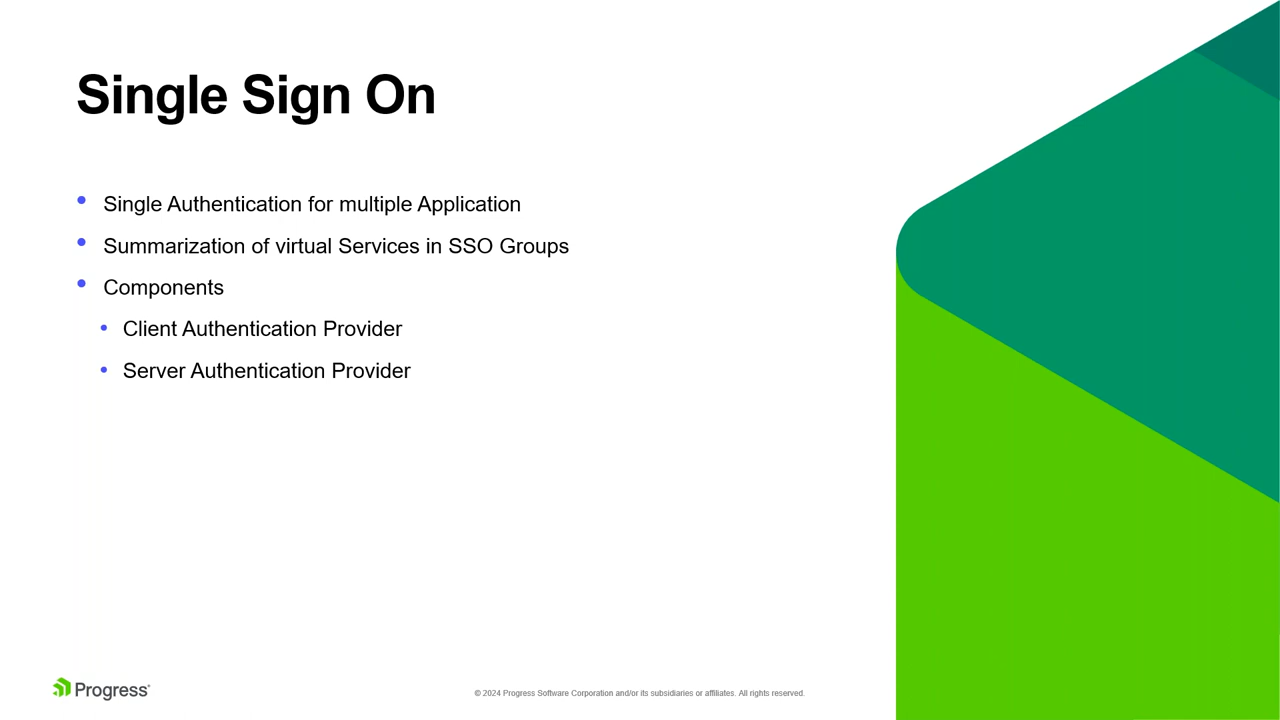 Single Sign On
• Single Authentication for multiple Application
• Summarization of virtual Services in SSO Groups
• Components
• Client Authentication Provider
• Server Authentication Provider
Progress®
© 2024 Progress Software Corporation and/or its subsidiaries or affiliates. All rights reserved.